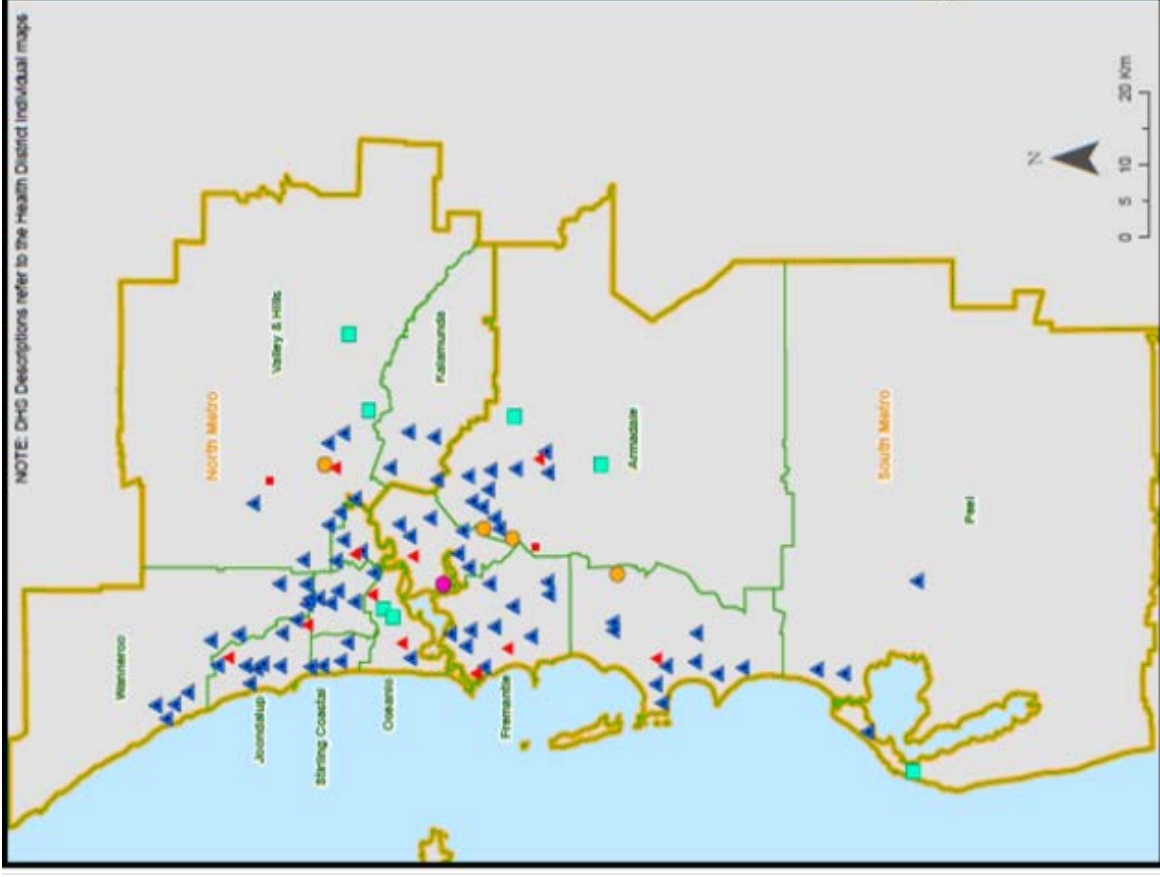 NOTE: DHS Descriptions refer to the Health District individual maps
Wanneroo
North Metro
Valley & Hills
Joondalup
Stirling Coastal
Oceanic
Kalamunda
Fremantle
Armadale
South Metro
Peel
N
0 5 10 20 Km